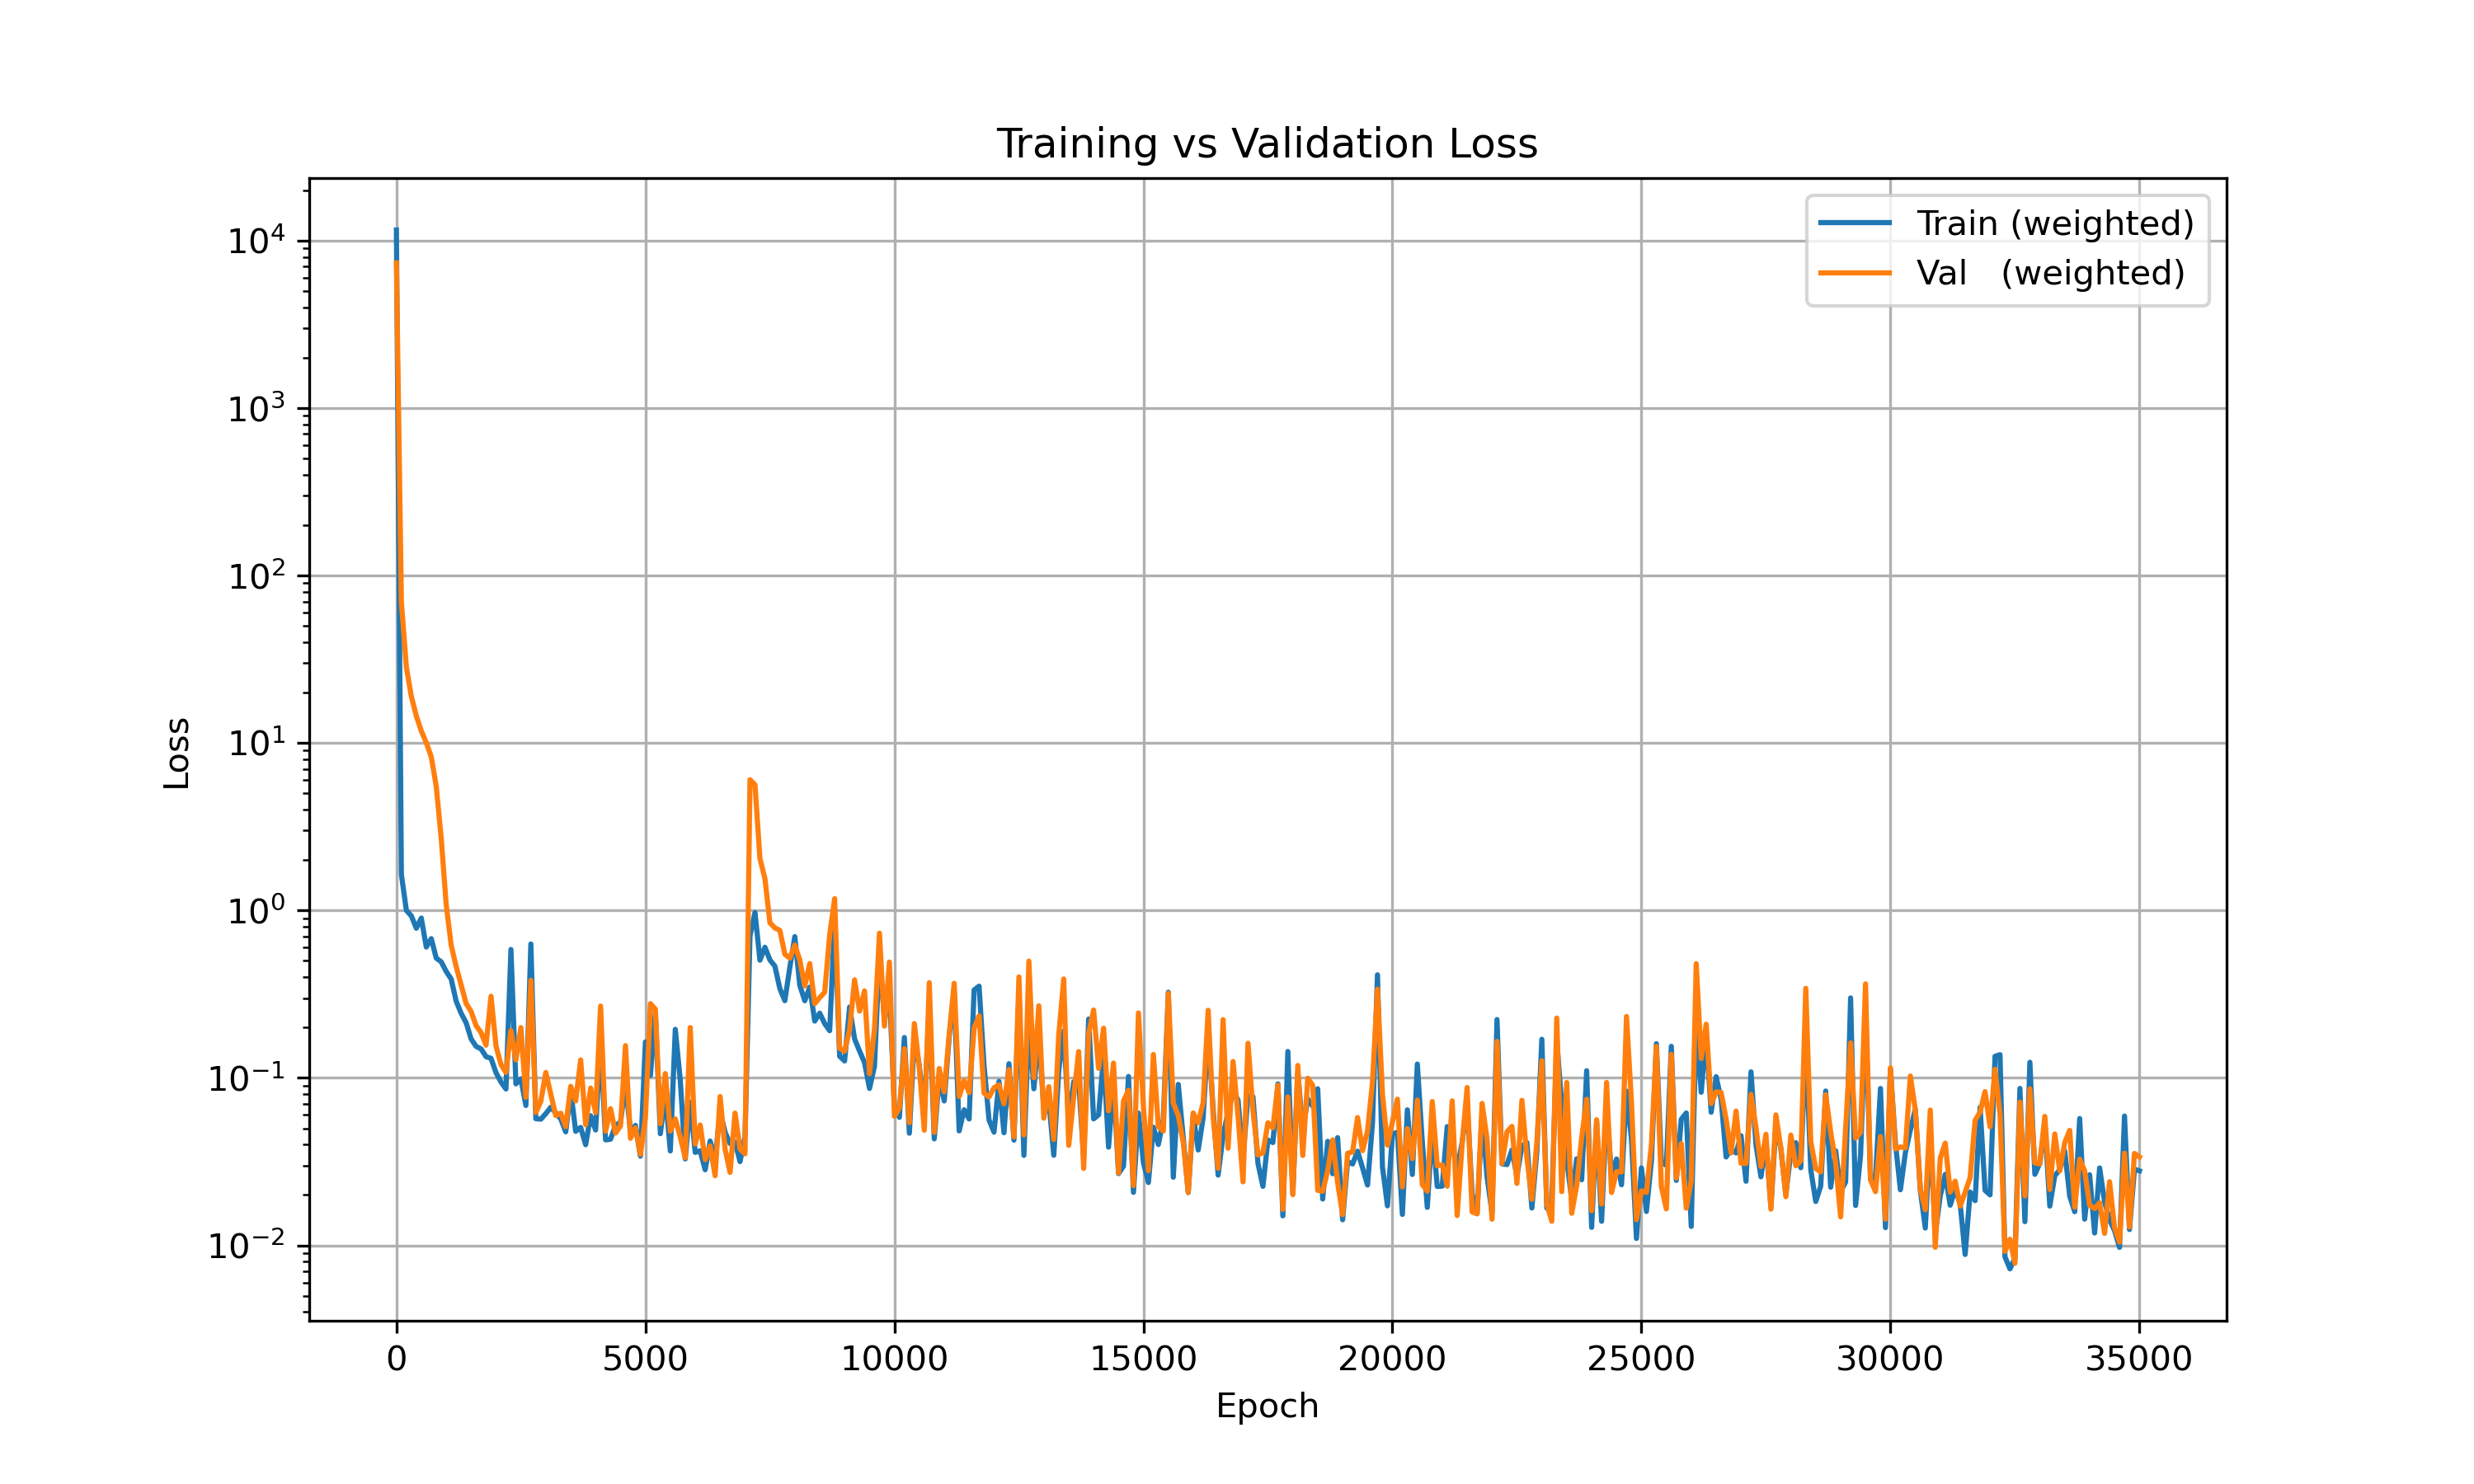 Training vs Validation Loss
Train (weighted)
Val (weighted)
10⁴
10³
10²
10¹
10⁰
10⁻¹
10⁻²
Loss
0 5000 10000 15000 20000 25000 30000 35000
Epoch